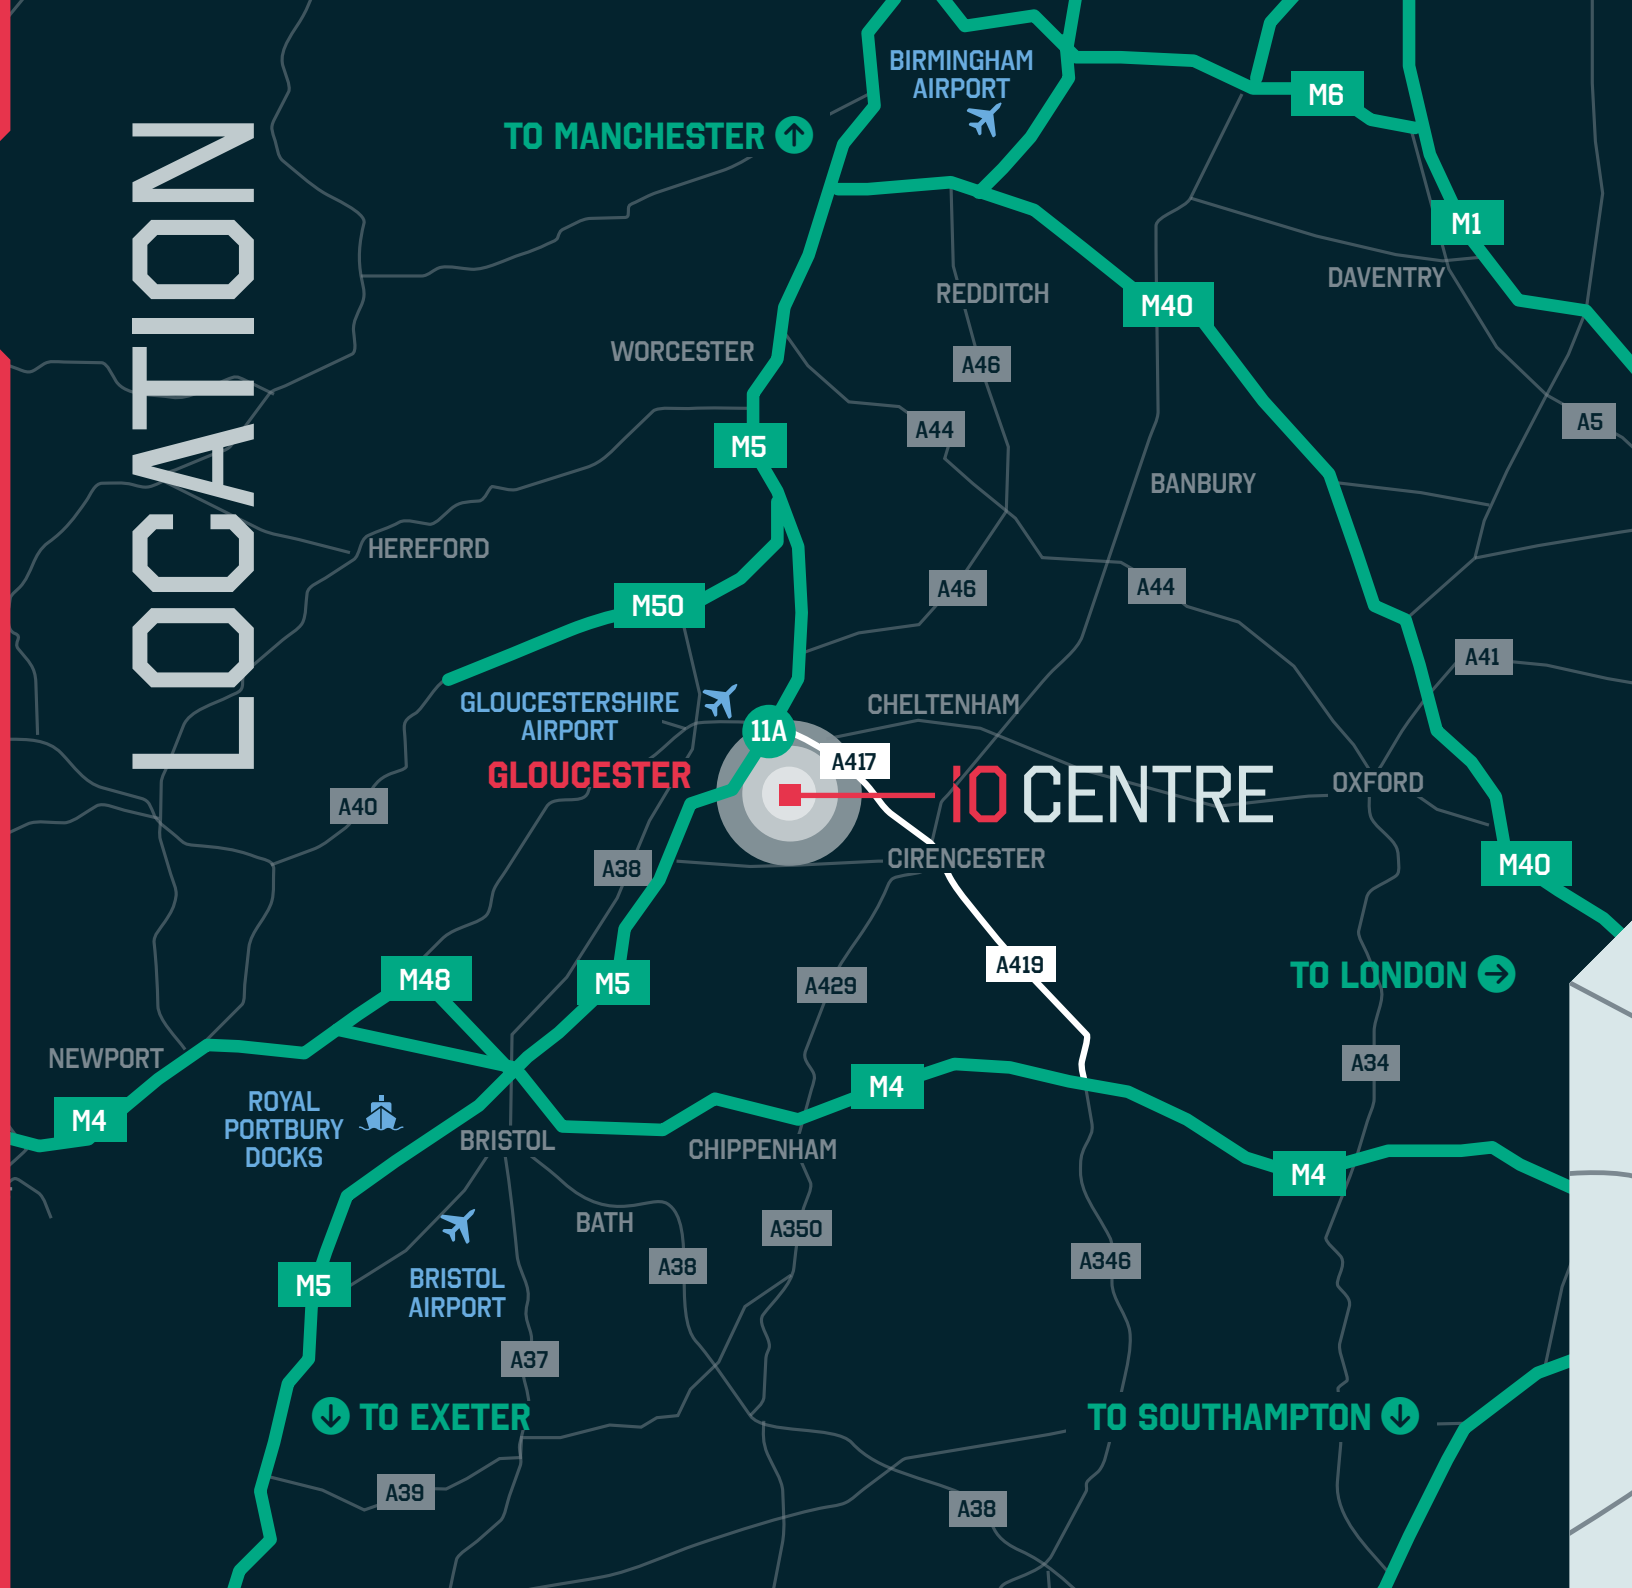 LOCATION
BIRMINGHAM
AIRPORT
M6
TO MANCHESTER
M1
DAVENTRY
REDDITCH
M40
WORCESTER
A46
A5
A44
M5
BANBURY
HEREFORD
A46
A44
M50
A41
GLOUCESTERSHIRE
AIRPORT
CHELTENHAM
11A
A417
GLOUCESTER
IO CENTRE
OXFORD
A40
CIRENCESTER
A38
M40
A419
TO LONDON
M48
M5
A429
NEWPORT
A34
M4
M4
ROYAL
PORTBURY
DOCKS
BRISTOL
CHIPPENHAM
M4
BATH
A350
A38
A346
BRISTOL
AIRPORT
M5
A37
TO EXETER
TO SOUTHAMPTON
A39
A38